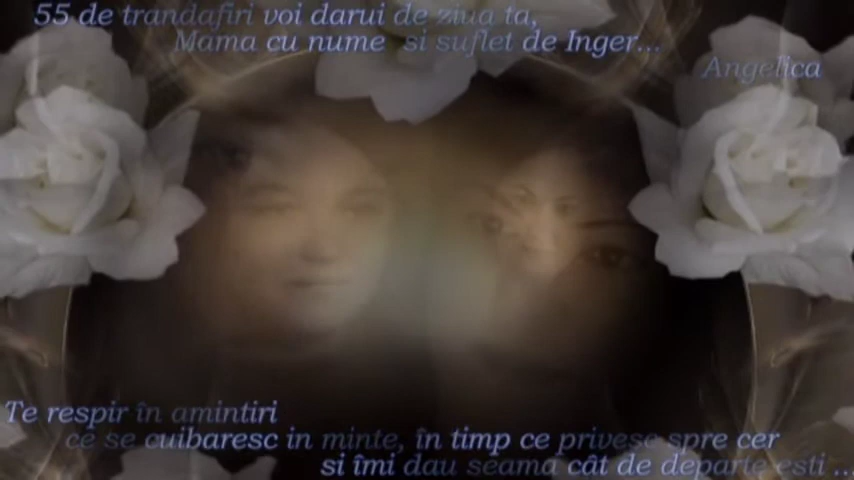 55 de trandafiri voi darui de ziua ta,
Mama cu nume si suflet de Inger...
Angelica
Te respir în amintiri
ce se cuibaresc in minte, în timp ce privesc spre cer
si îmi dau seama cât de departe esti ...